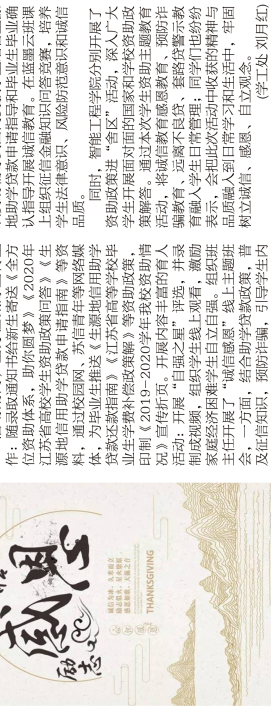 感恩
励志
诚信为本，久炼致远
THANKSGIVING
作；随录取通知书给新生寄送《全方
位资助体系，助你圆梦》《2020年
江苏省高校学生资助政策问答》《生
源地信用助学贷款申请指南》等资
料，通过校园网、苏信青年等网络媒
体，为毕业生推送《生源地信用助学
贷款还款指南》《江苏省高等学校毕
业生学费补偿政策解读》等资助政策，
印制《2019-2020学年我校资助情
况》宣传折页。开展内容丰富的育人
活动：开展“自强之星”评选，并录
制成视频，组织学生线上观看，激励
家庭经济困难学生自立自强。组织班
主任开展了“诚信感恩”线上主题班
会，一方面，结合助学贷款政策，普
及征信知识，预防诈骗，引导学生内
地助学贷款申请指导和毕业生毕业确
认指导开展诚信教育。在蓝墨云班课
上组织征信金融知识问答竞赛，培养
学生法律意识、风险防范意识和诚信
品质。
同时，智能工程学院分别开展了
资助政策进“舍区”活动，深入广大
学生开展面对面的国家和学校资助政
策解答。通过本次学生资助主题教育
活动，将诚信教育感恩教育、预防诈
骗教育、远离不良贷、套路贷警示教
育融入学生日常管理；同学们也纷纷
表示，会把此次活动中收获的精神与
品质融入到日常学习和生活中，牢固
树立诚信、感恩、自立观念。
(学工处 刘月红)